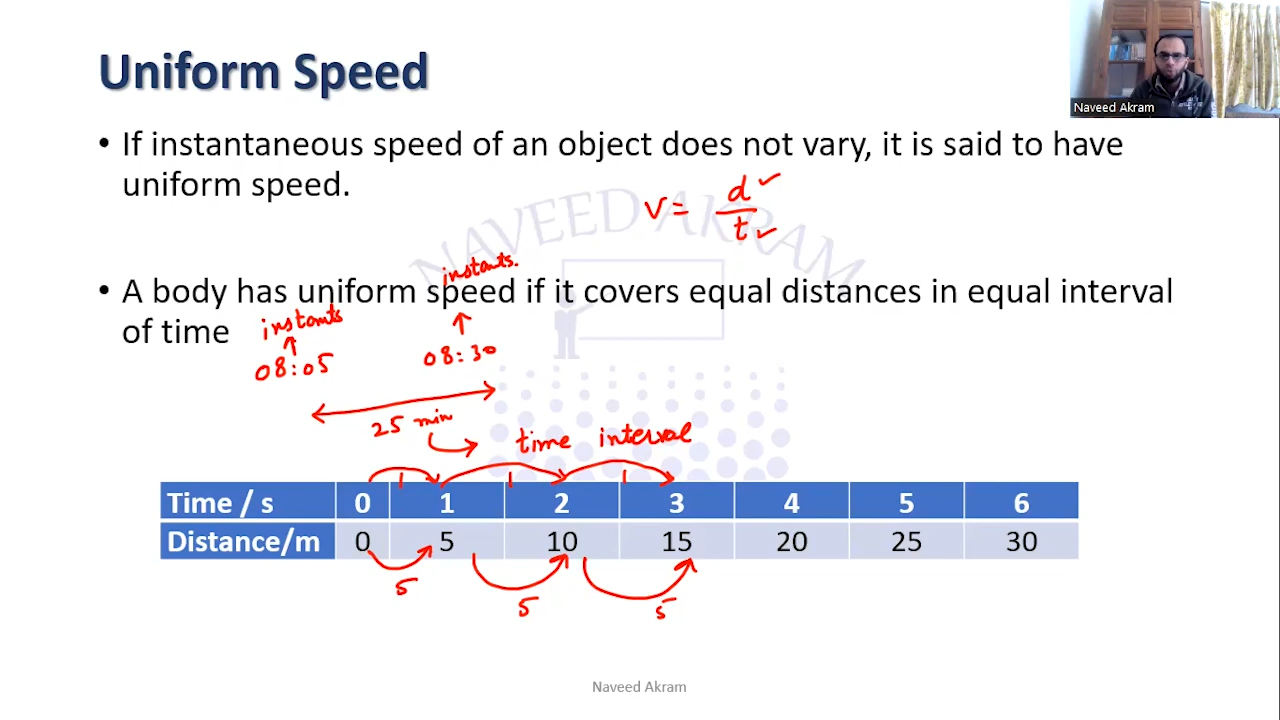 Uniform Speed
Naveed Akram
• If instantaneous speed of an object does not vary, it is said to have
uniform speed.
v = d
t
NAVEED AKRAM
instants.
• A body has uniform speed if it covers equal distances in equal interval
of time
instants
08:05
08:30
25 min
time interval
1 1 1
Time / s 0 1 2 3 4 5 6
Distance/m 0 5 10 15 20 25 30
5 5 5
Naveed Akram